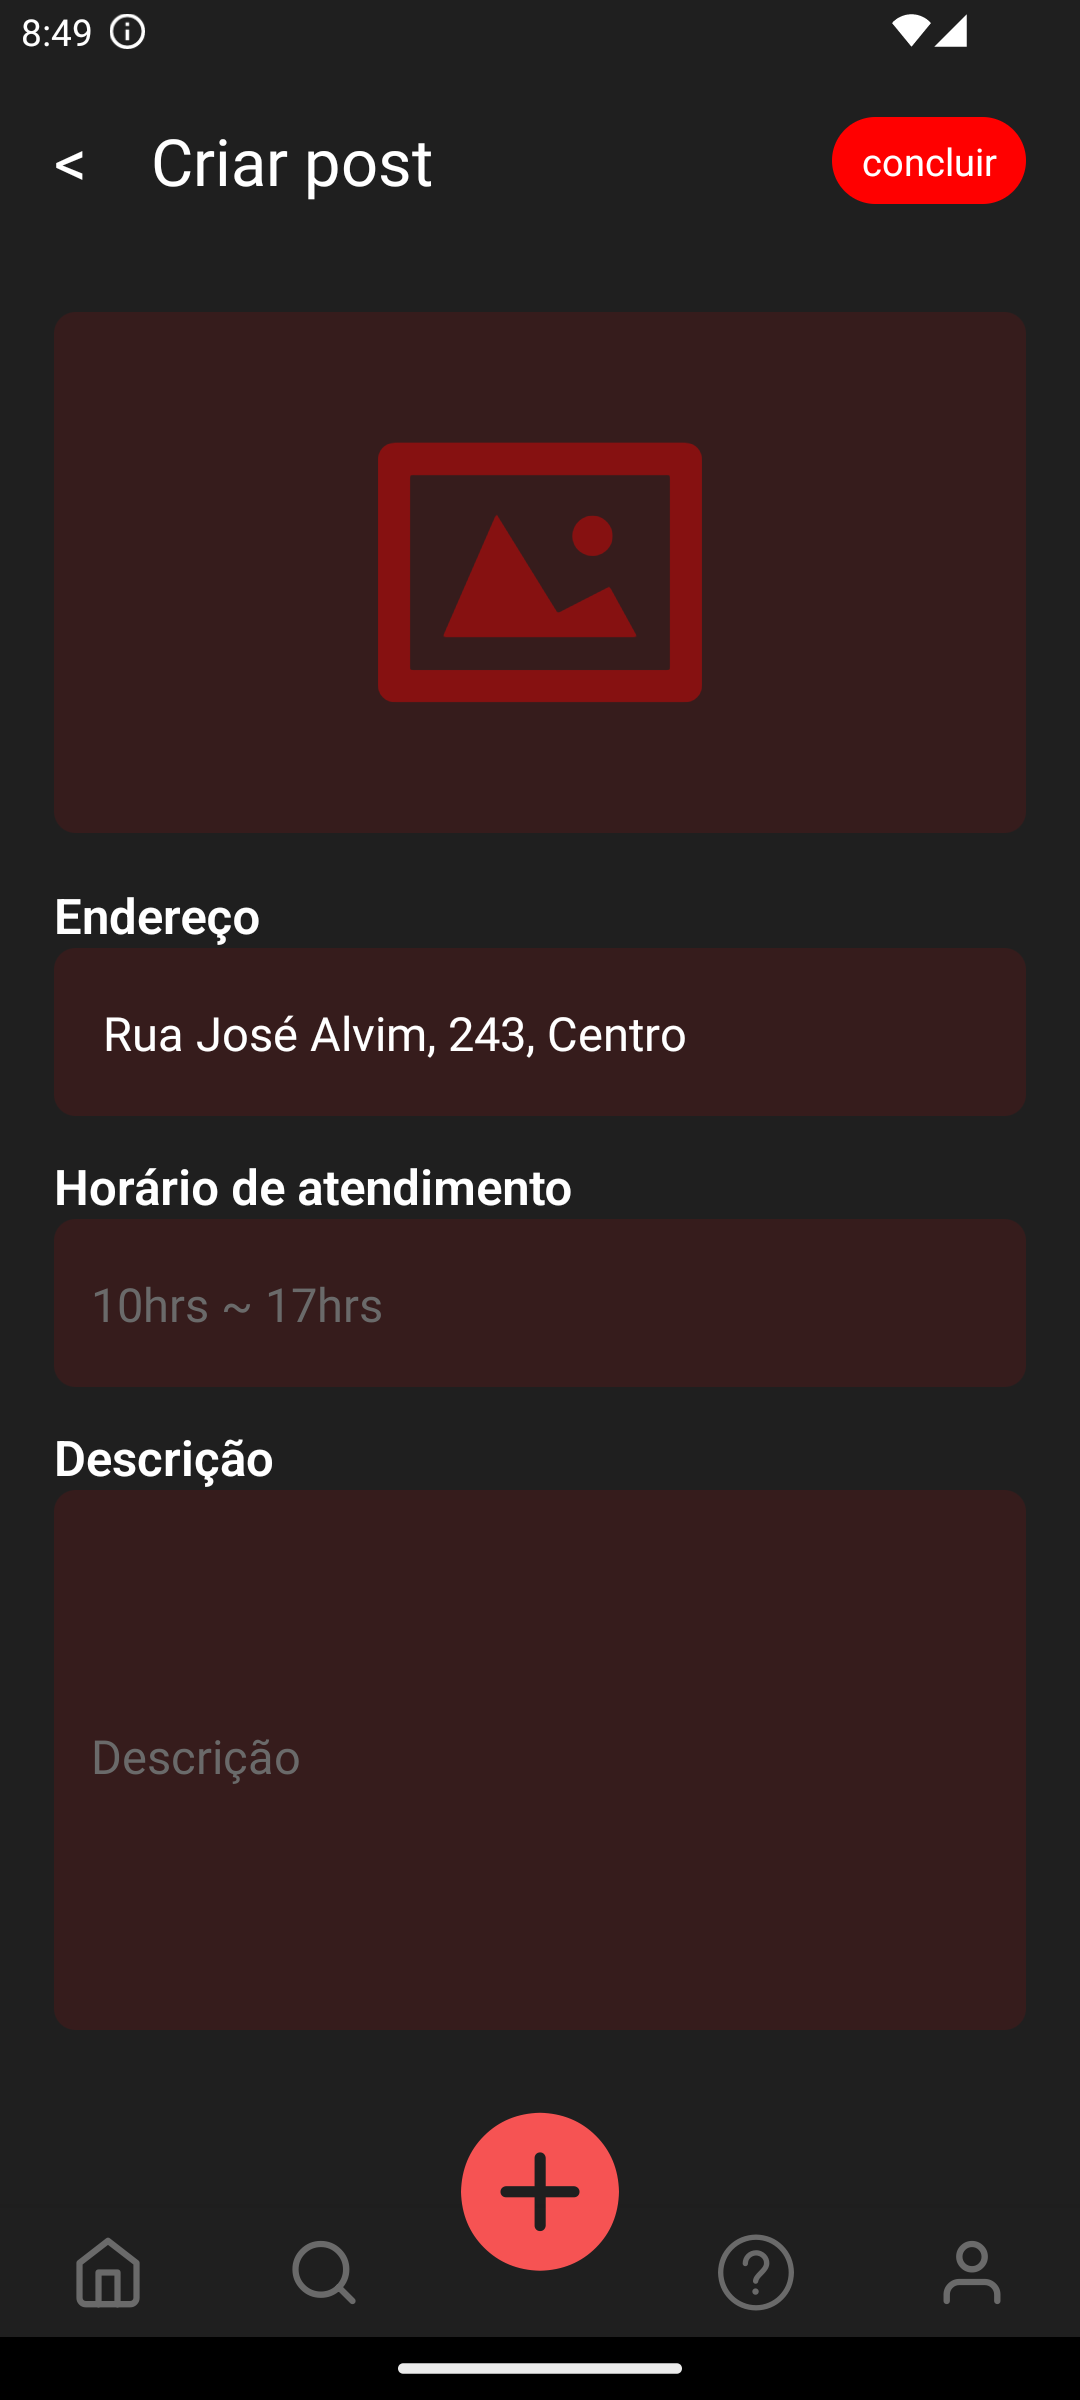 8:49
< Criar post
concluir
Endereço
Rua José Alvim, 243, Centro
Horário de atendimento
10hrs ~ 17hrs
Descrição
Descrição